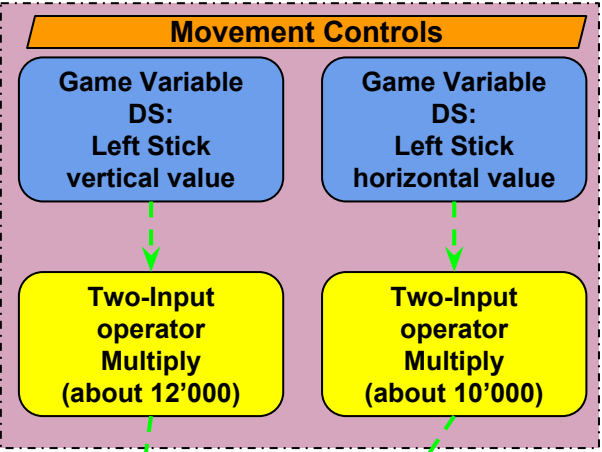 Movement Controls
Game Variable
DS:
Left Stick
vertical value
Game Variable
DS:
Left Stick
horizontal value
Two-Input
operator
Multiply
(about 12’000)
Two-Input
operator
Multiply
(about 10’000)